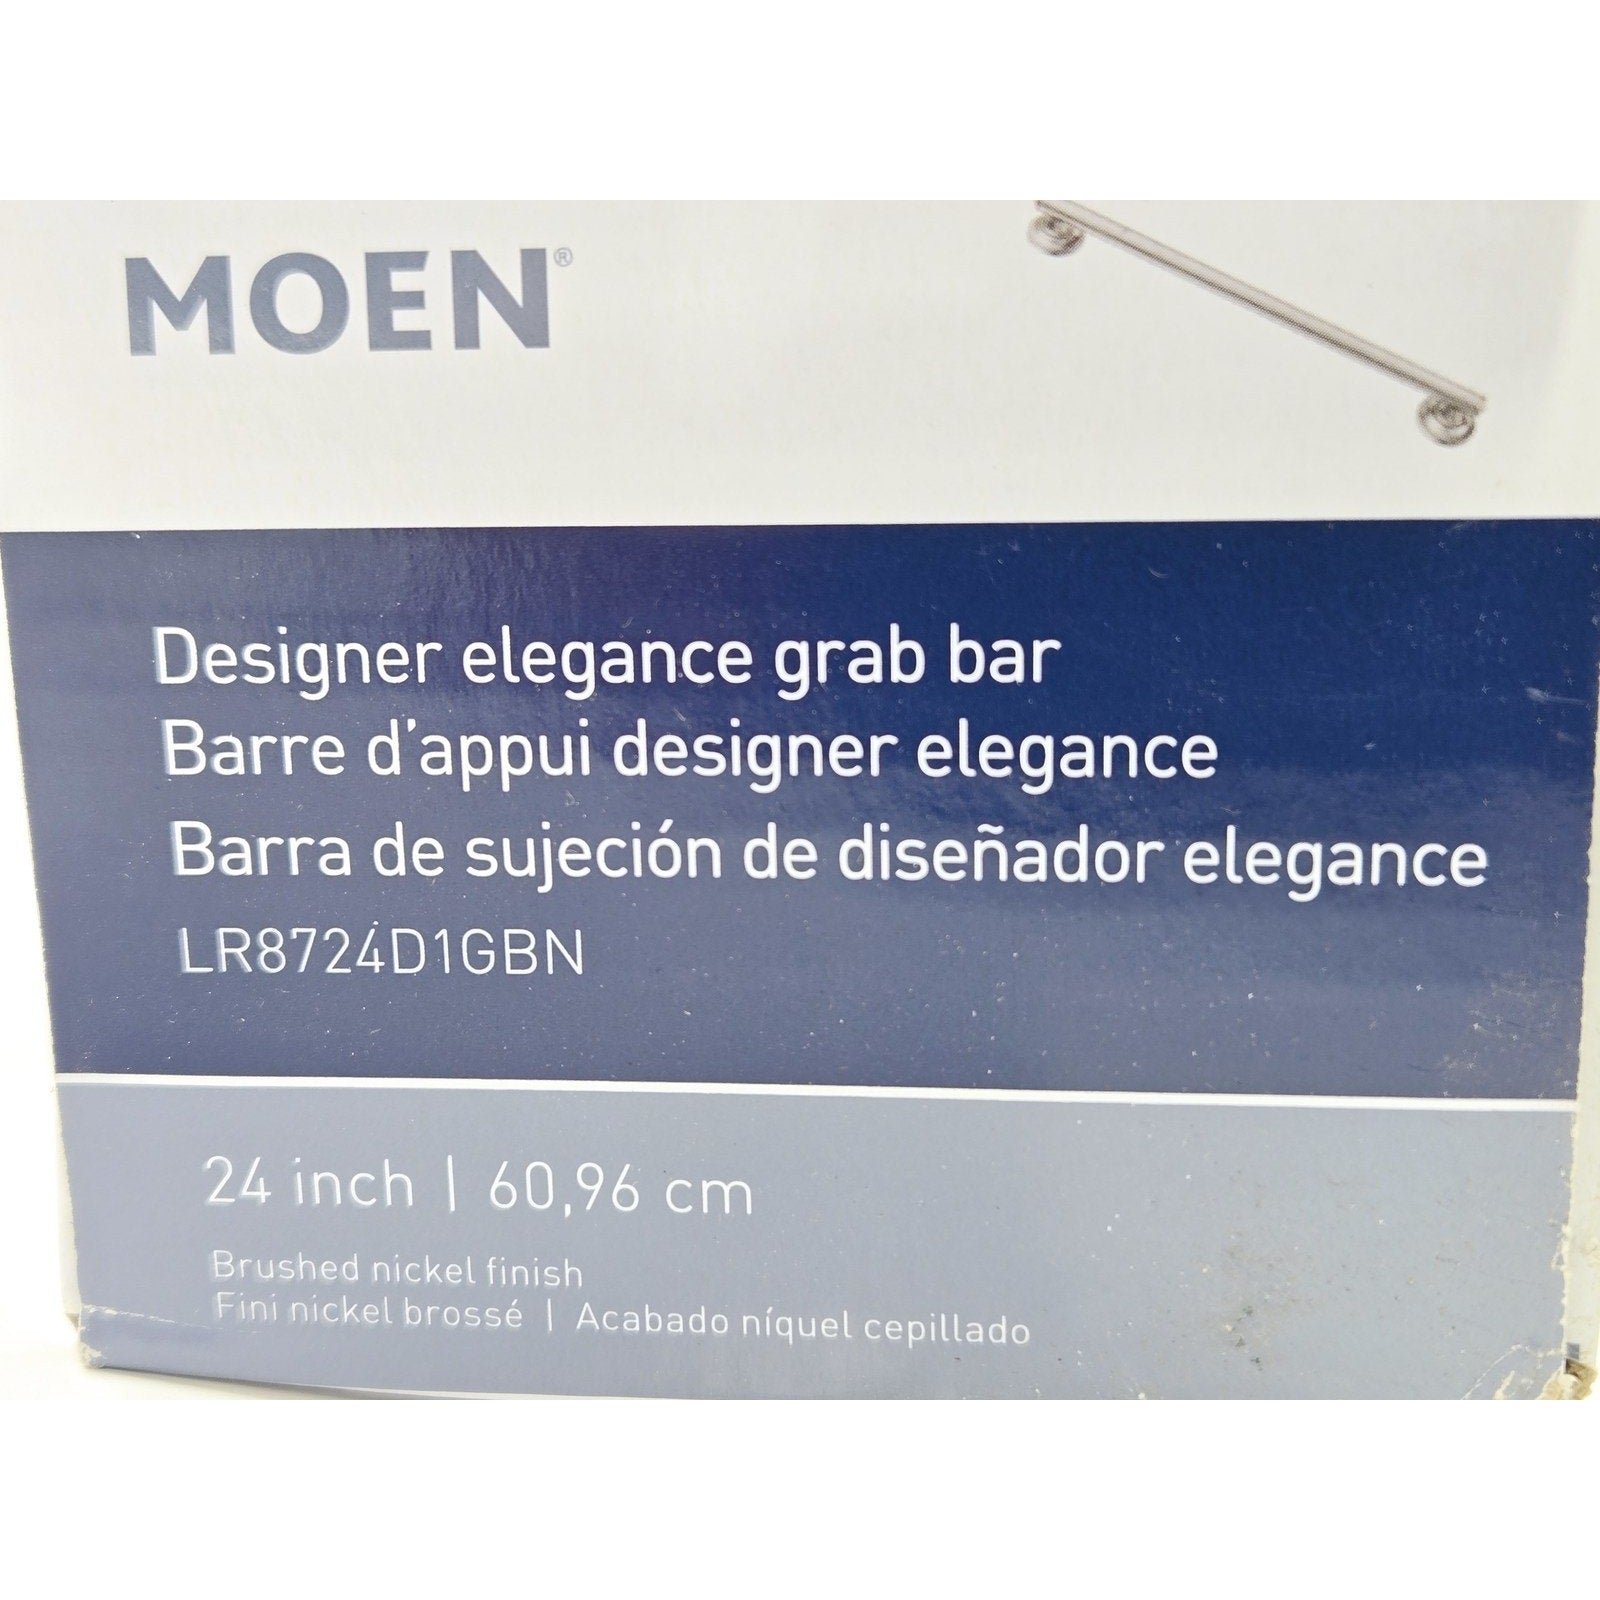 MOEN®
Designer elegance grab bar
Barre d'appui designer elegance
Barra de sujeción de diseñador elegance
LR8724D1GBN
24 inch | 60,96 cm
Brushed nickel finish
Fini nickel brossé | Acabado níquel cepillado